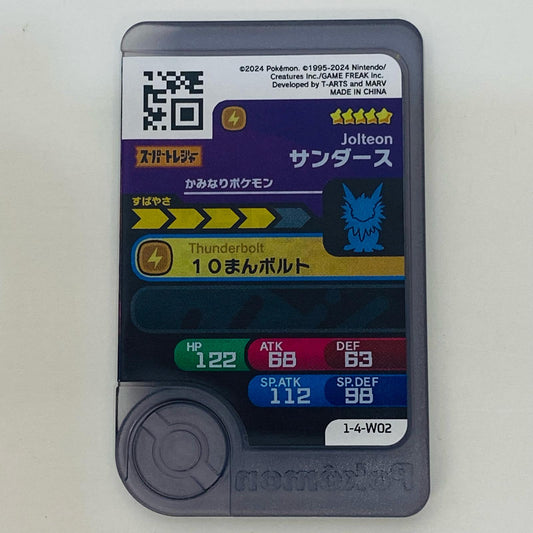 ©2024 Pokémon. ©1995-2024 Nintendo/
Creatures Inc./GAME FREAK inc.
Developed by T-ARTS and MARV
MADE IN CHINA
Jolteon
スーパートレジャー
サンダース
かみなりポケモン
すばやさ
Thunderbolt
10まんボルト
HP
122
ATK
68
DEF
63
SP.ATK
112
SP.DEF
98
1-4-W02
Pokémon